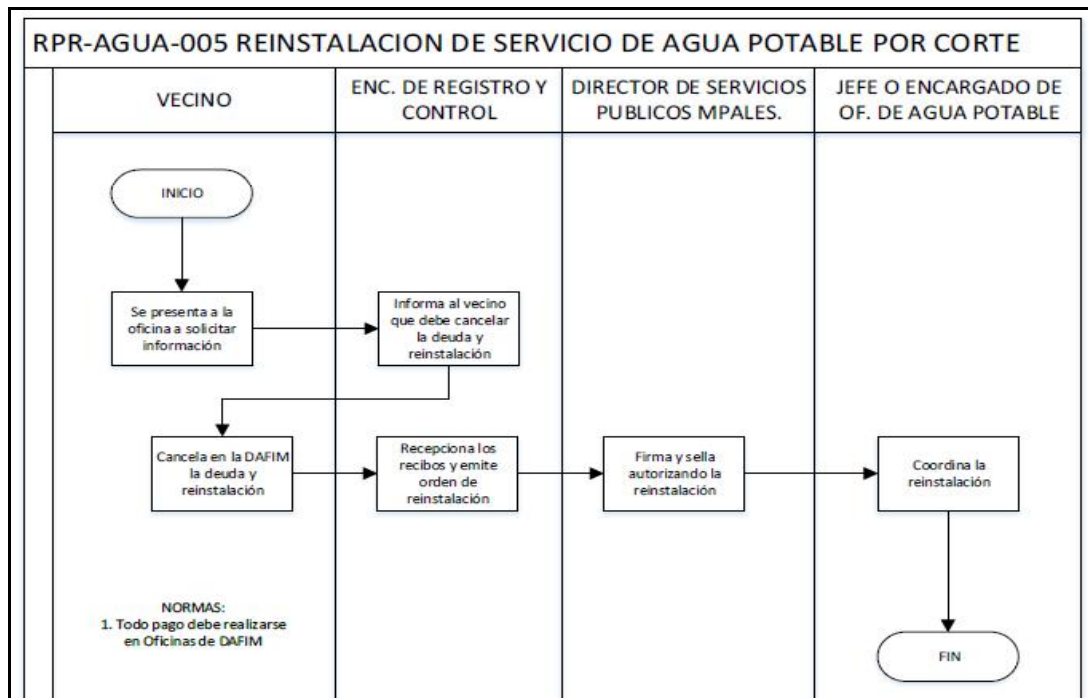 RPR-AGUA-005 REINSTALACION DE SERVICIO DE AGUA POTABLE POR CORTE
VECINO
ENC. DE REGISTRO Y
CONTROL
DIRECTOR DE SERVICIOS
PUBLICOS MPALES.
JEFE O ENCARGADO DE
OF. DE AGUA POTABLE
INICIO
Se presenta a la
oficina a solicitar
información
Informa al vecino
que debe cancelar
la deuda y
reinstalación
Cancela en la DAFIM
la deuda y
reinstalación
Recepciona los
recibos y emite
orden de
reinstalación
Firma y sella
autorizando la
reinstalación
Coordina la
reinstalación
NORMAS:
1. Todo pago debe realizarse
en Oficinas de DAFIM
FIN